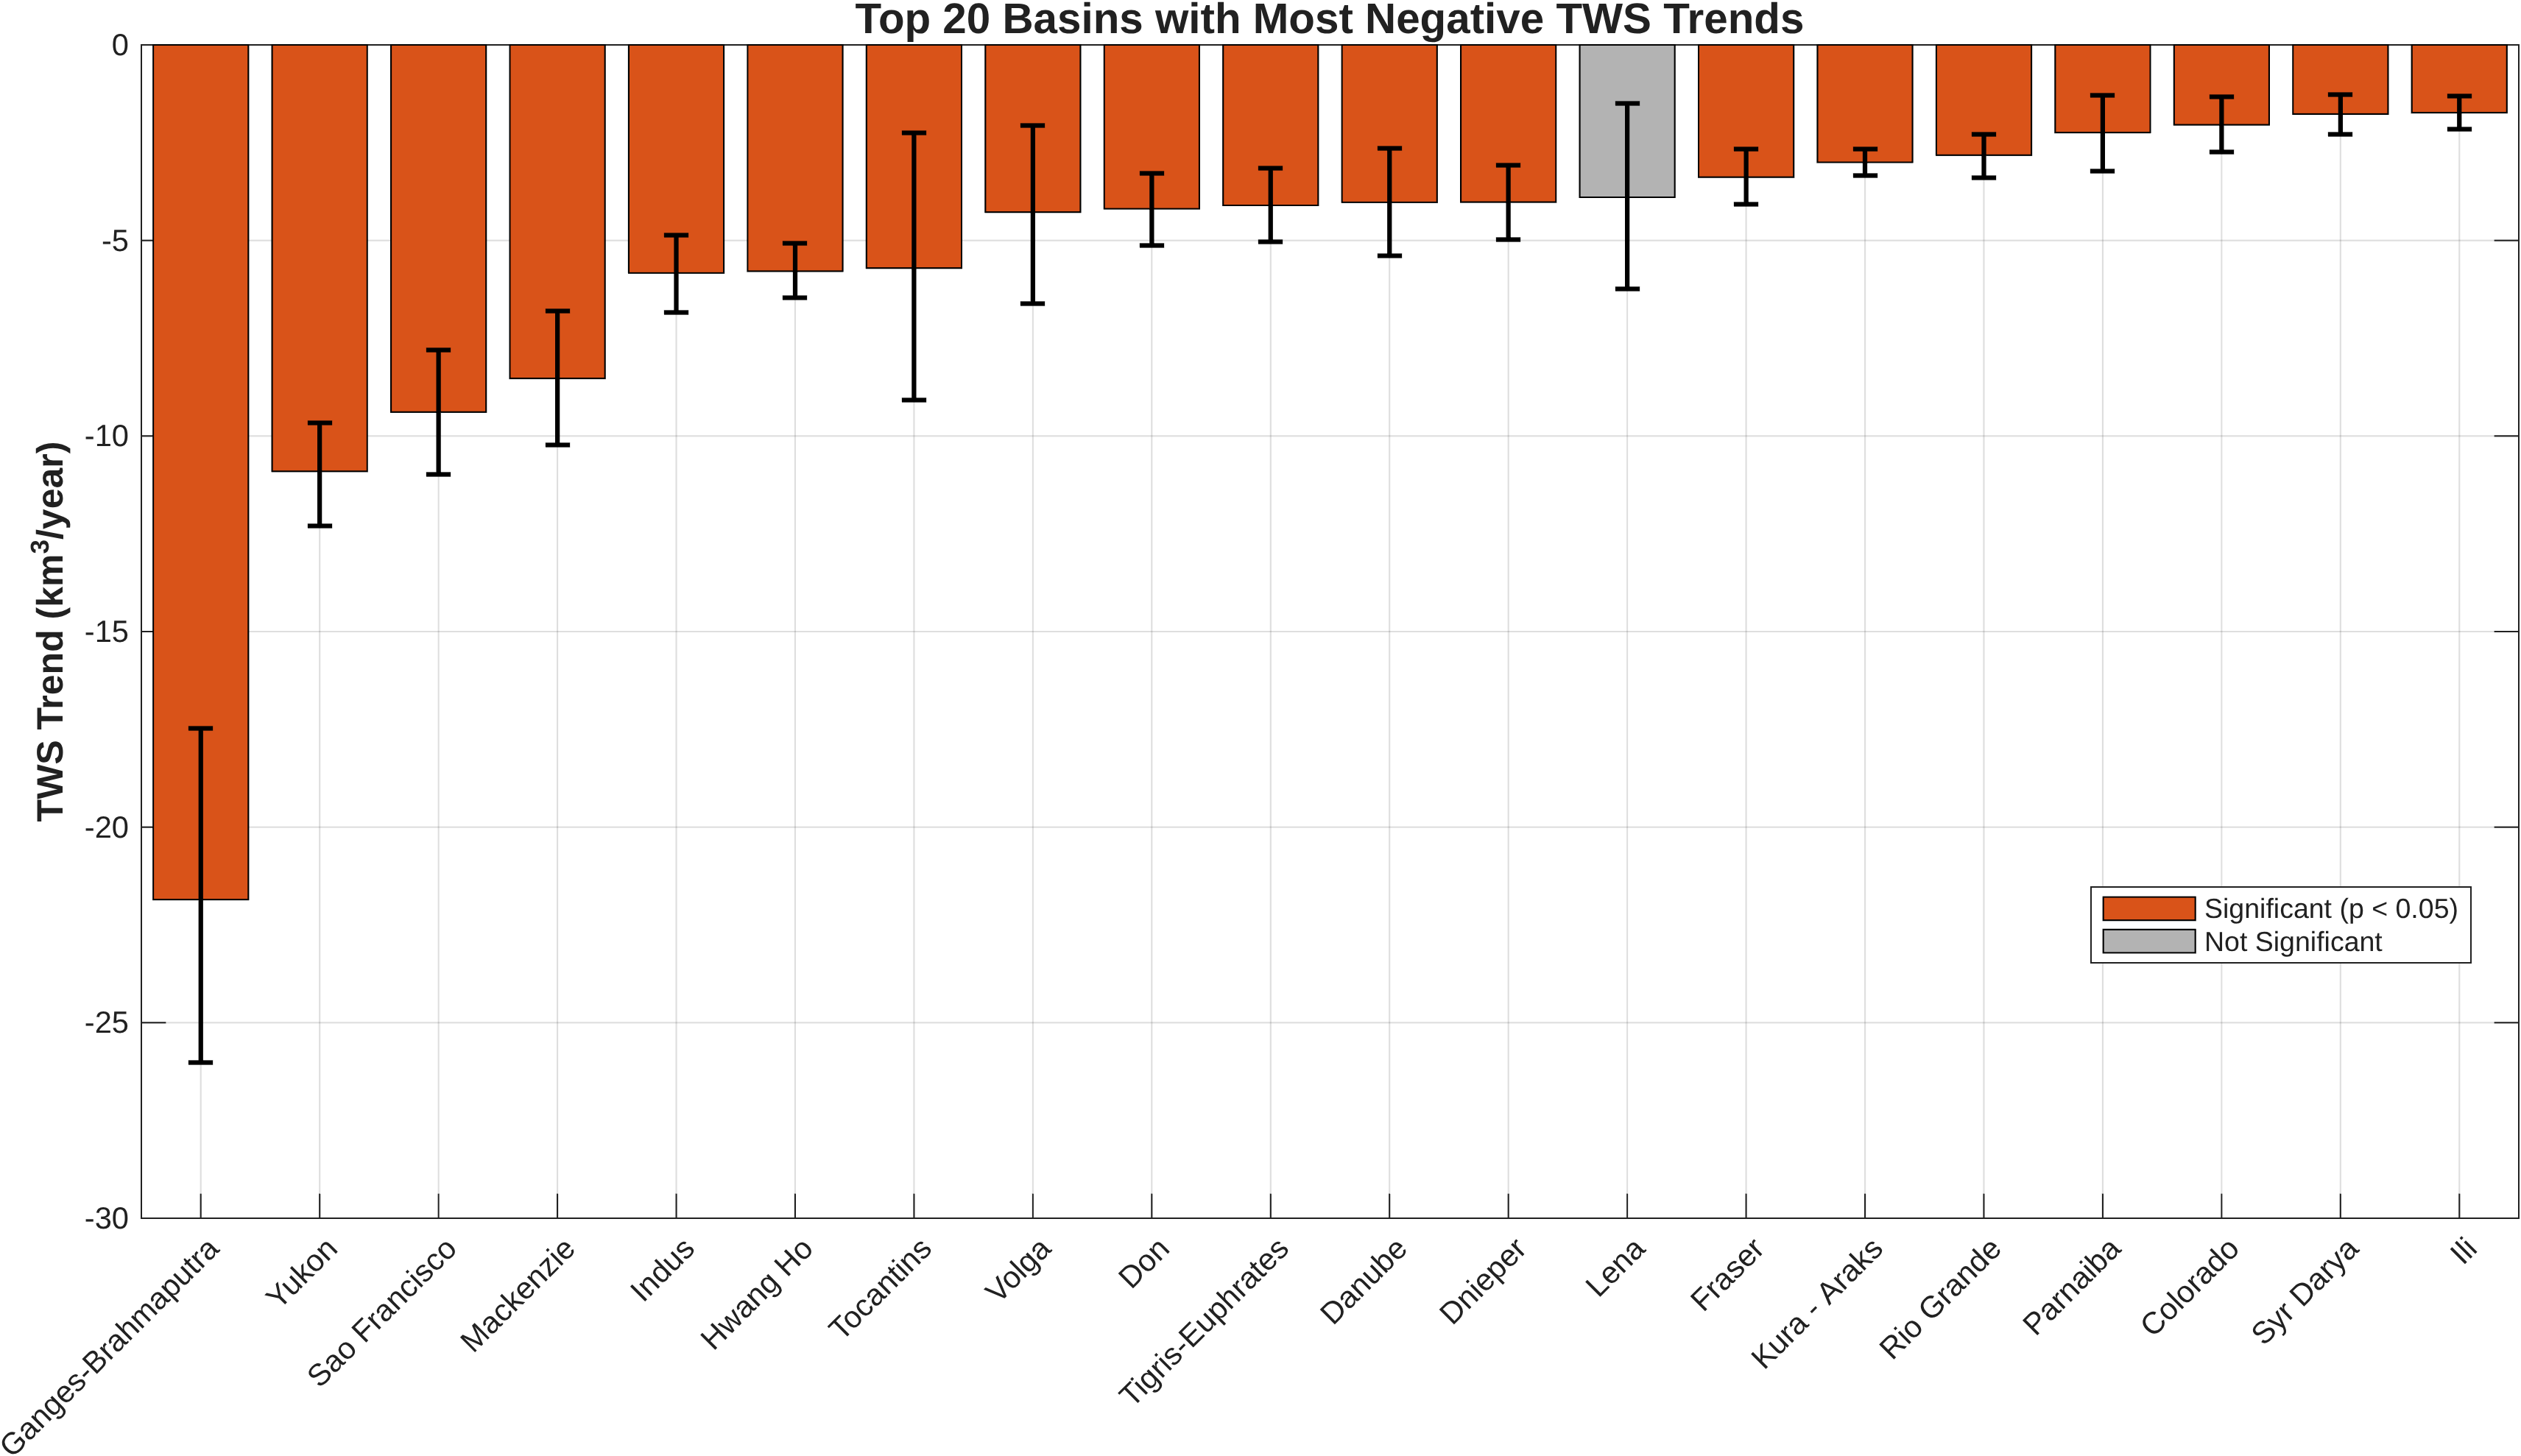 Top 20 Basins with Most Negative TWS Trends
TWS Trend (km³/year)
0
-5
-10
-15
-20
-25
-30
Significant (p < 0.05)
Not Significant
Ganges-Brahmaputra
Yukon
Sao Francisco
Mackenzie
Indus
Hwang Ho
Tocantins
Volga
Don
Tigris-Euphrates
Danube
Dnieper
Lena
Fraser
Kura - Araks
Rio Grande
Parnaiba
Colorado
Syr Darya
Ili